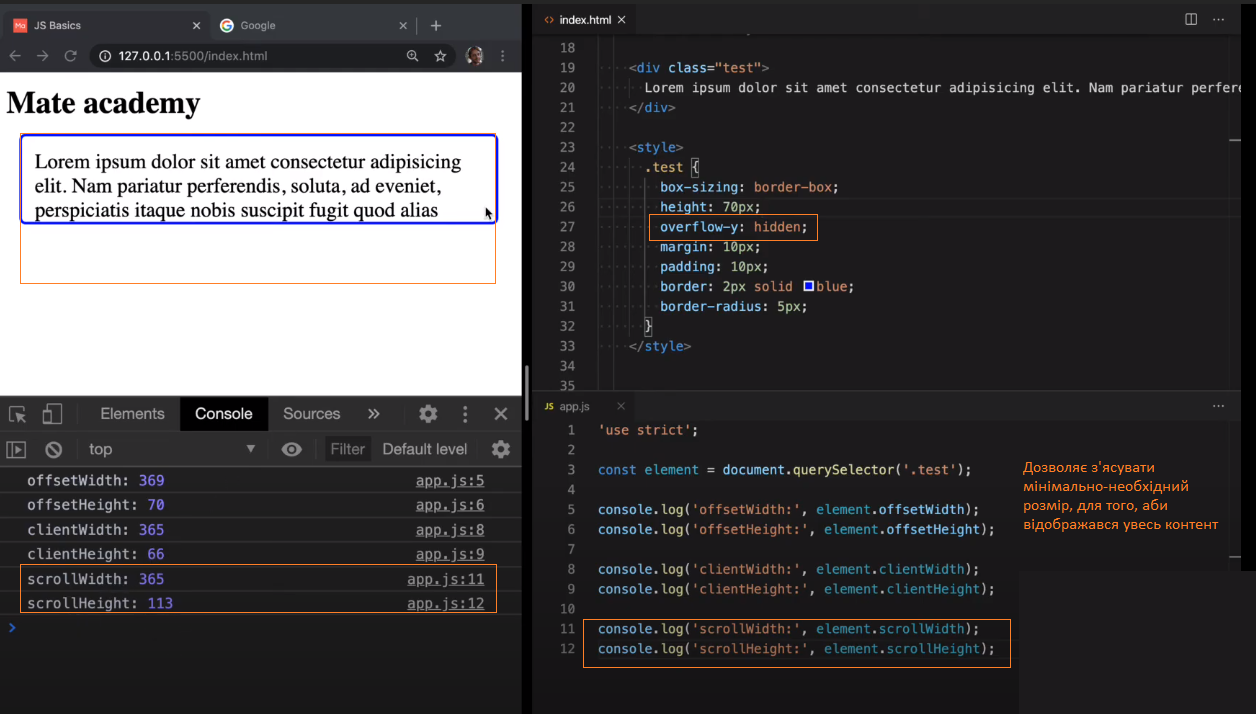 Ma JS Basics
Google
127.0.0.1:5500/index.html
Mate academy
Lorem ipsum dolor sit amet consectetur adipisicing
elit. Nam pariatur perferendis, soluta, ad eveniet,
perspiciatis itaque nobis suscipit fugit quod alias
Elements Console Sources »
top Filter Default level
offsetWidth: 369 app.js:5
offsetHeight: 70 app.js:6
clientWidth: 365 app.js:8
clientHeight: 66 app.js:9
scrollWidth: 365 app.js:11
scrollHeight: 113 app.js:12
>
<> index.html
18
19 <div class="test">
20 Lorem ipsum dolor sit amet consectetur adipisicing elit. Nam pariatur perfere
21 </div>
22
23 <style>
24 .test {
25 box-sizing: border-box;
26 height: 70px;
27 overflow-y: hidden;
28 margin: 10px;
29 padding: 10px;
30 border: 2px solid blue;
31 border-radius: 5px;
32 }
33 </style>
34
35
JS app.js
1 'use strict';
2
3 const element = document.querySelector('.test');
4
5 console.log('offsetWidth:', element.offsetWidth);
6 console.log('offsetHeight:', element.offsetHeight);
7
8 console.log('clientWidth:', element.clientWidth);
9 console.log('clientHeight:', element.clientHeight);
10
11 console.log('scrollWidth:', element.scrollWidth);
12 console.log('scrollHeight:', element.scrollHeight);
Дозволяє з'ясувати
мінімально-необхідний
розмір, для того, аби
відображався увесь контент